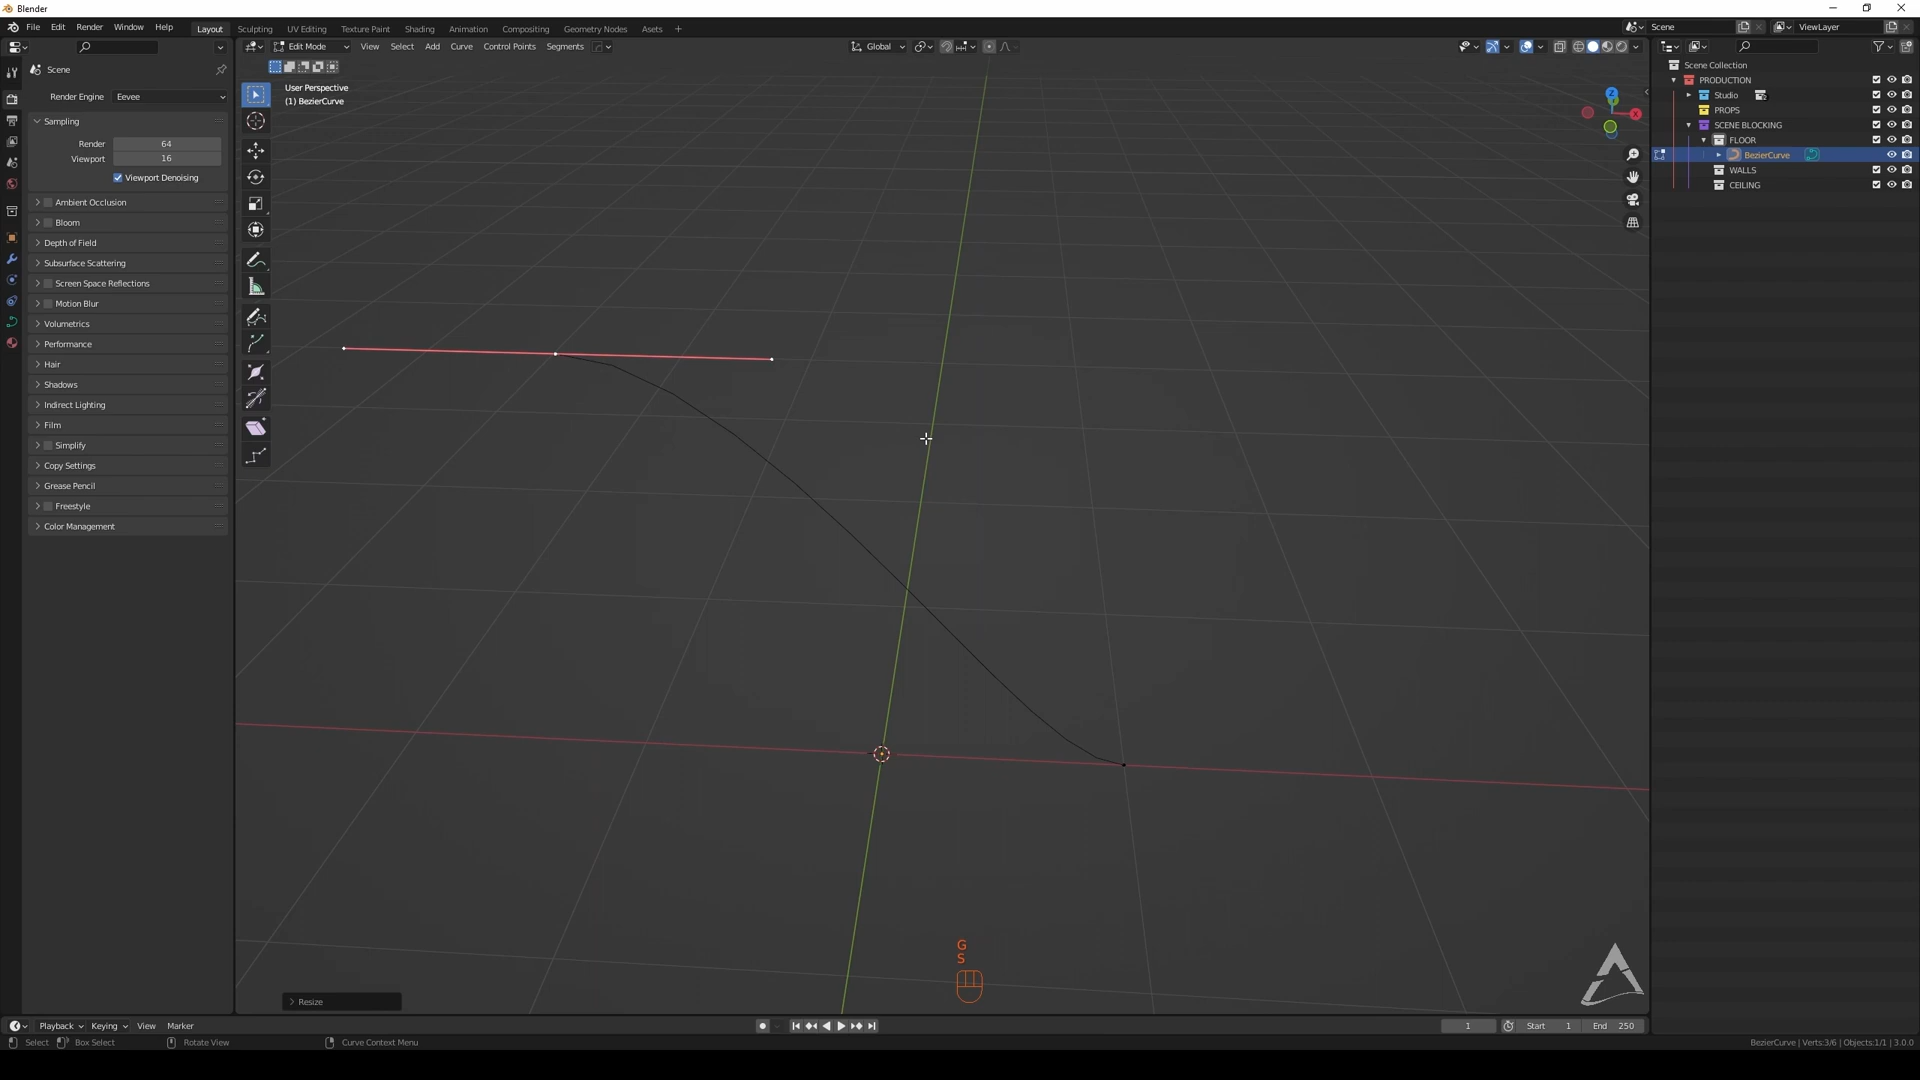 Blender
File Edit Render Window Help
Layout Sculpting UV Editing Texture Paint Shading Animation Compositing Geometry Nodes Assets +
Scene
ViewLayer
Edit Mode View Select Add Curve Control Points Segments
Global
Scene
Render Engine Eevee
Sampling
Render 64
Viewport 16
Viewport Denoising
Ambient Occlusion
Bloom
Depth of Field
Subsurface Scattering
Screen Space Reflections
Motion Blur
Volumetrics
Performance
Hair
Shadows
Indirect Lighting
Film
Simplify
Copy Settings
Grease Pencil
Freestyle
Color Management
User Perspective
(1) BezierCurve
Z
X
Scene Collection
PRODUCTION
Studio
PROPS
SCENE BLOCKING
FLOOR
BezierCurve
WALLS
CEILING
G
S
Resize
Playback Keying View Marker
1 Start 1 End 250
Select Box Select Rotate View Curve Context Menu
BezierCurve | Verts:3/6 | Objects:1/1 | 3.0.0